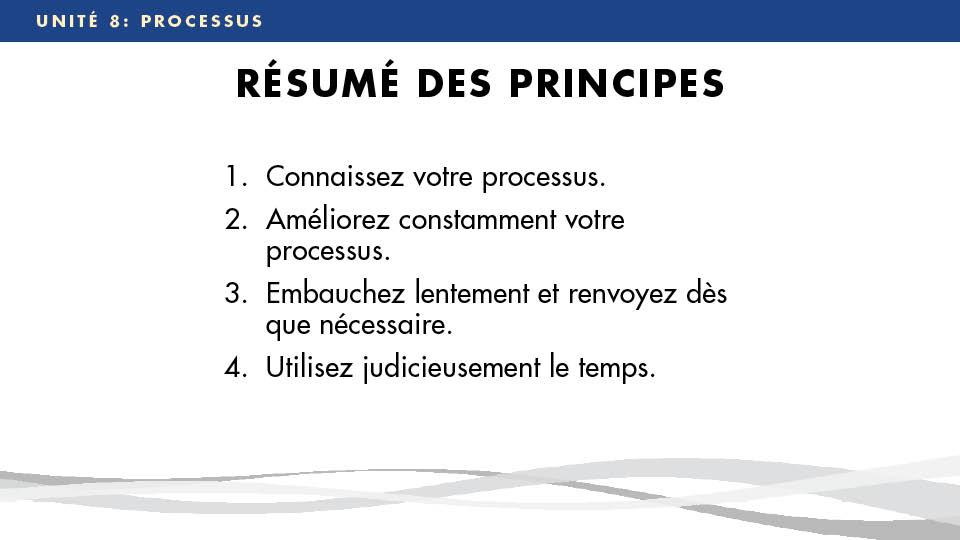 UNITÉ 8: PROCESSUS
RÉSUMÉ DES PRINCIPES
1. Connaissez votre processus.
2. Améliorez constamment votre
processus.
3. Embauchez lentement et renvoyez dès
que nécessaire.
4. Utilisez judicieusement le temps.